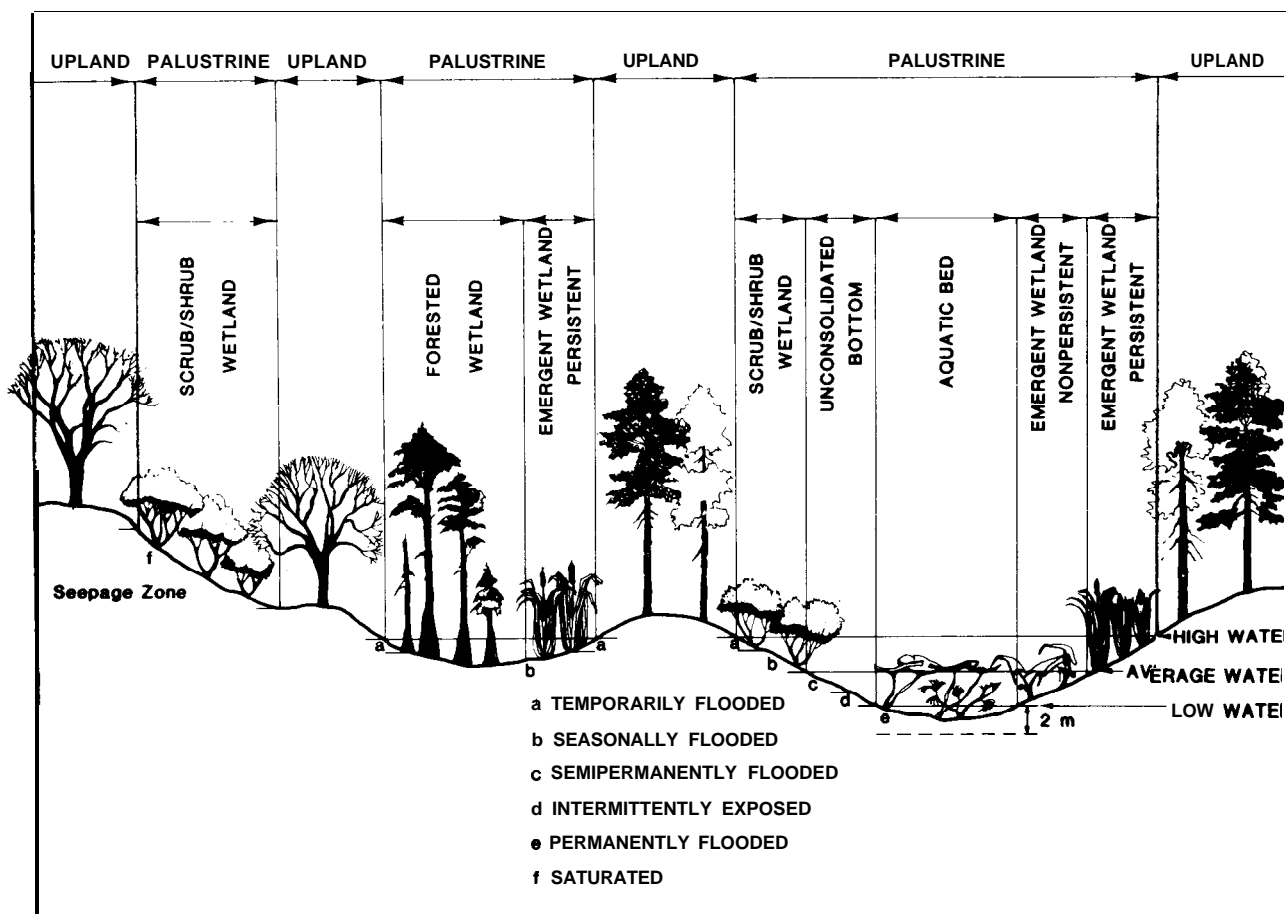 UPLAND PALUSTRINE UPLAND PALUSTRINE UPLAND PALUSTRINE UPLAND
SCRUB/SHRUB
WETLAND
FORESTED
WETLAND
EMERGENT WETLAND
PERSISTENT
SCRUB/SHRUB
WETLAND
UNCONSOLIDATED
BOTTOM
AQUATIC BED
EMERGENT WETLAND
NONPERSISTENT
EMERGENT WETLAND
PERSISTENT
f
Seepage Zone
a
b
a
a
b
c
d
e
HIGH WATE
AVERAGE WATE
LOW WATE
2 m
a TEMPORARILY FLOODED
b SEASONALLY FLOODED
c SEMIPERMANENTLY FLOODED
d INTERMITTENTLY EXPOSED
e PERMANENTLY FLOODED
f SATURATED